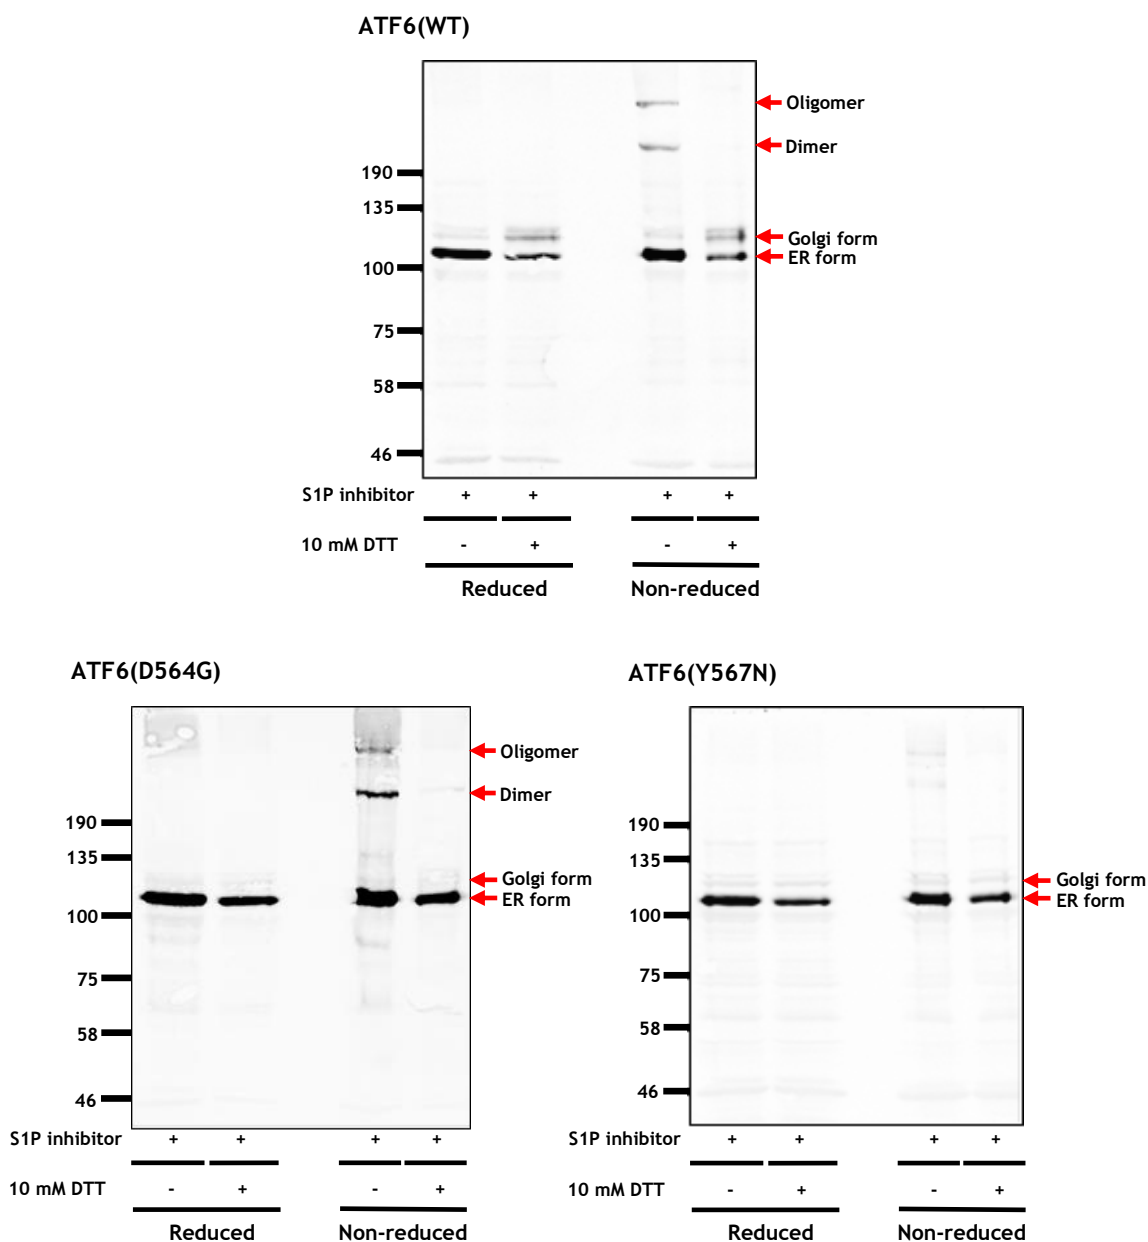 ATF6(WT)
Oligomer
Dimer
190
135
Golgi form
ER form
100
75
58
46
S1P inhibitor + + + +
10 mM DTT - + - +
Reduced Non-reduced
ATF6(D564G)
Oligomer
Dimer
190
135
Golgi form
ER form
100
75
58
46
S1P inhibitor + + + +
10 mM DTT - + - +
Reduced Non-reduced
ATF6(Y567N)
190
135
Golgi form
ER form
100
75
58
46
S1P inhibitor + + + +
10 mM DTT - + - +
Reduced Non-reduced